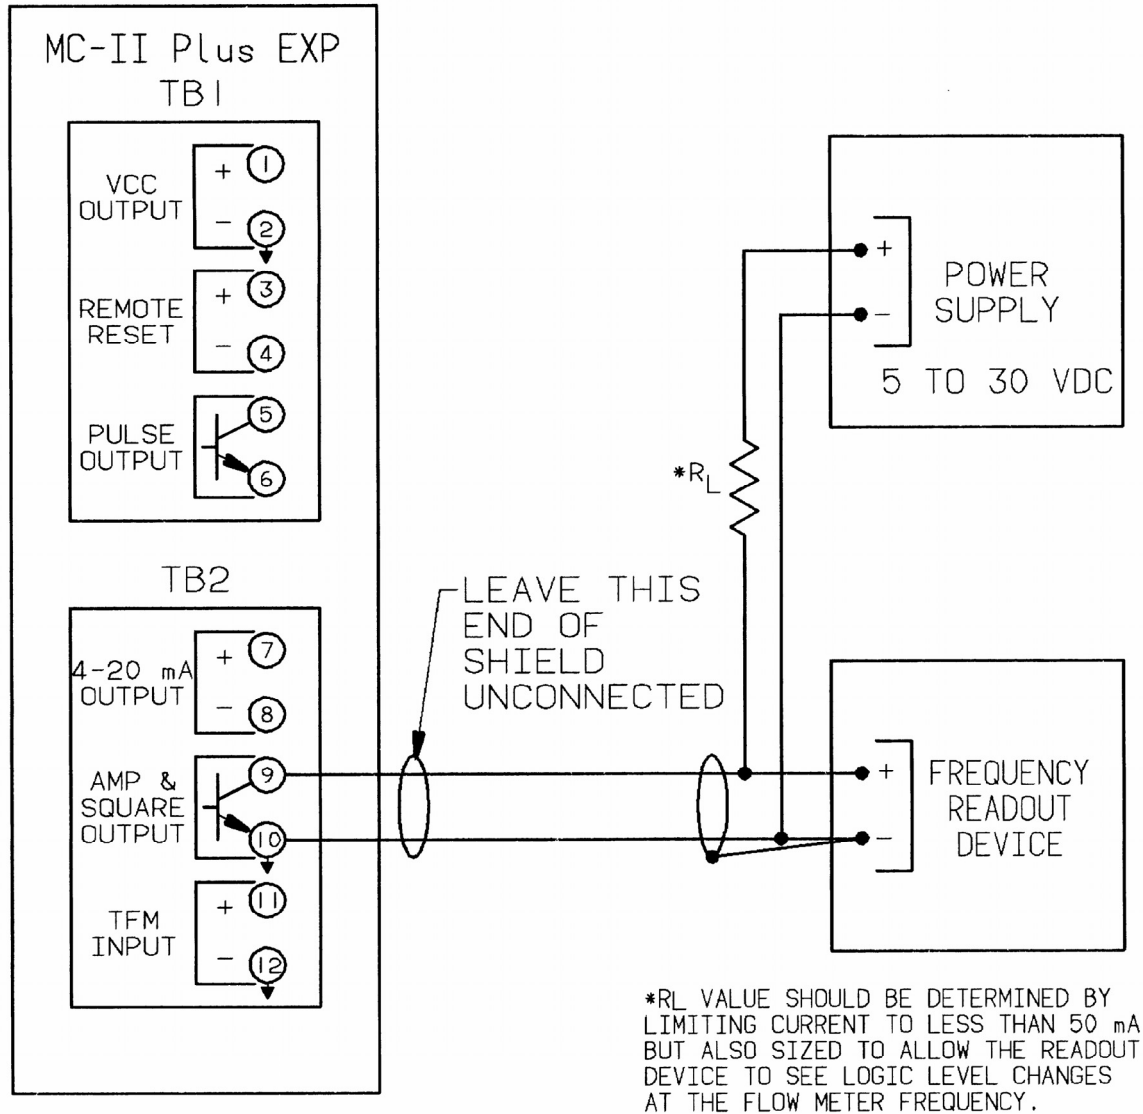 MC-II Plus EXP
TB1
VCC
OUTPUT
+ 1
- 2
REMOTE
RESET
+ 3
- 4
PULSE
OUTPUT
5
6
TB2
4-20 mA
OUTPUT
+ 7
- 8
AMP &
SQUARE
OUTPUT
9
10
TFM
INPUT
+ 11
- 12
LEAVE THIS
END OF
SHIELD
UNCONNECTED
*RL
+
-
POWER
SUPPLY
5 TO 30 VDC
+
-
FREQUENCY
READOUT
DEVICE
*RL VALUE SHOULD BE DETERMINED BY
LIMITING CURRENT TO LESS THAN 50 mA
BUT ALSO SIZED TO ALLOW THE READOUT
DEVICE TO SEE LOGIC LEVEL CHANGES
AT THE FLOW METER FREQUENCY.